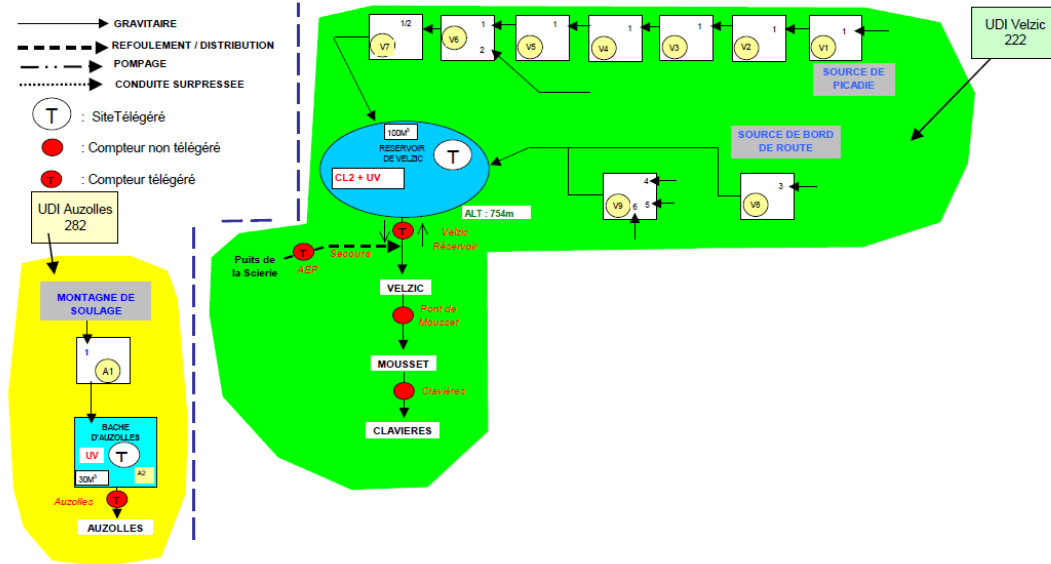 GRAVITAIRE
REFOULEMENT / DISTRIBUTION
POMPAGE
CONDUITE SURPRESSEE
T : SiteTélégéré
: Compteur non télégéré
T : Compteur télégéré
UDI Auzolles
282
MONTAGNE DE
SOULAGE
1
A1
BACHE
D'AUZOLLES
UV
T
30M³
A2
Auzolles
T
AUZOLLES
UDI Velzic
222
1/2
V7
1
2
V6
1
V5
1
V4
1
V3
1
V2
1
V1
SOURCE DE
PICADIE
SOURCE DE BORD
DE ROUTE
100M³
RESERVOIR
DE VELZIC
T
CL2 + UV
ALT : 754m
4
5
6
V9
3
V8
T
Velzic
Réservoir
Puits de
la Scierie
T
AEP
Secours
VELZIC
Pont de
Mousset
MOUSSET
Clavières
CLAVIERES